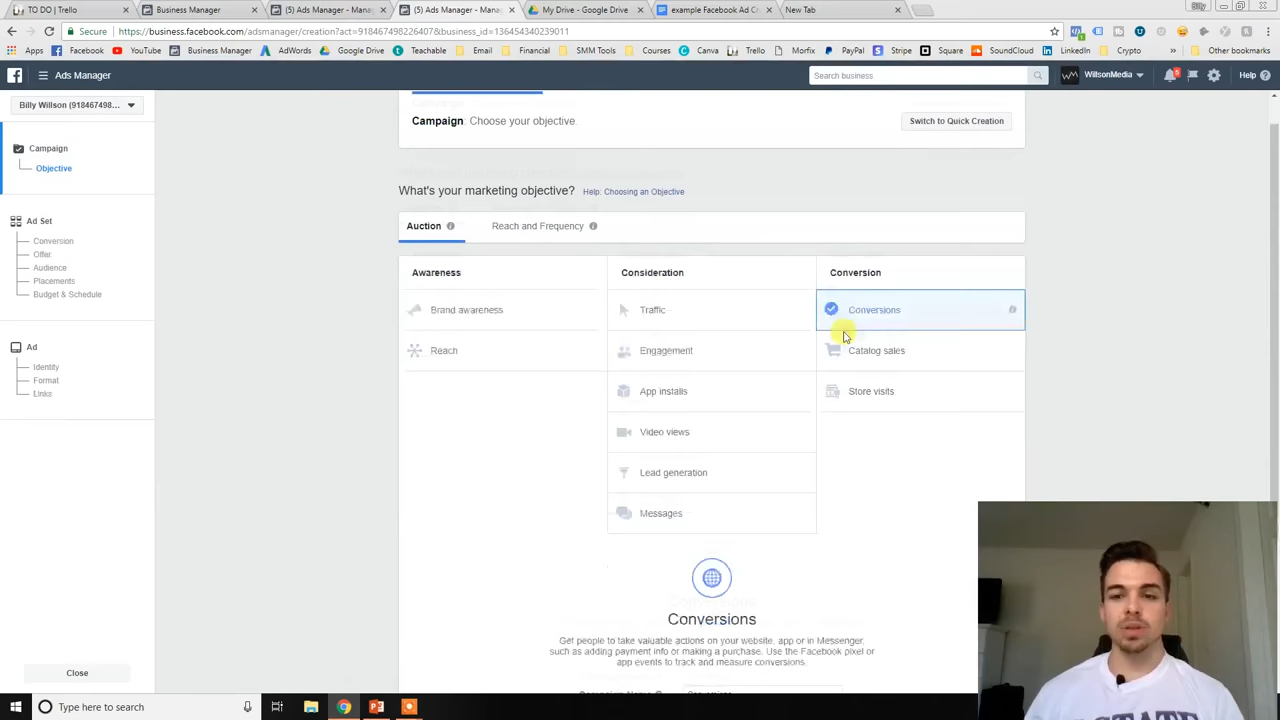 TO DO | Trello
Business Manager
(5) Ads Manager - Manag
(5) Ads Manager - Manag
My Drive - Google Drive
example Facebook Ad C
New Tab
Billy
Secure
https://business.facebook.com/adsmanager/creation?act=918467498226407&business_id=136454340239011
Apps
Facebook
YouTube
Business Manager
AdWords
Google Drive
Teachable
Email
Financial
SMM Tools
Courses
Canva
Trello
Morfix
PayPal
Stripe
Square
SoundCloud
LinkedIn
Crypto
Other bookmarks
Ads Manager
Search business
WillsonMedia
5
Help
Billy Willson (918467498...
Campaign
Objective
Ad Set
Conversion
Offer
Audience
Placements
Budget & Schedule
Ad
Identity
Format
Links
Close
Campaign: Choose your objective.
Switch to Quick Creation
What's your marketing objective? Help: Choosing an Objective
Auction
Reach and Frequency
Awareness
Consideration
Conversion
Brand awareness
Traffic
Conversions
Reach
Engagement
Catalog sales
App installs
Store visits
Video views
Lead generation
Messages
Conversions
Get people to take valuable actions on your website, app or in Messenger,
such as adding payment info or making a purchase. Use the Facebook pixel or
app events to track and measure conversions.
Type here to search